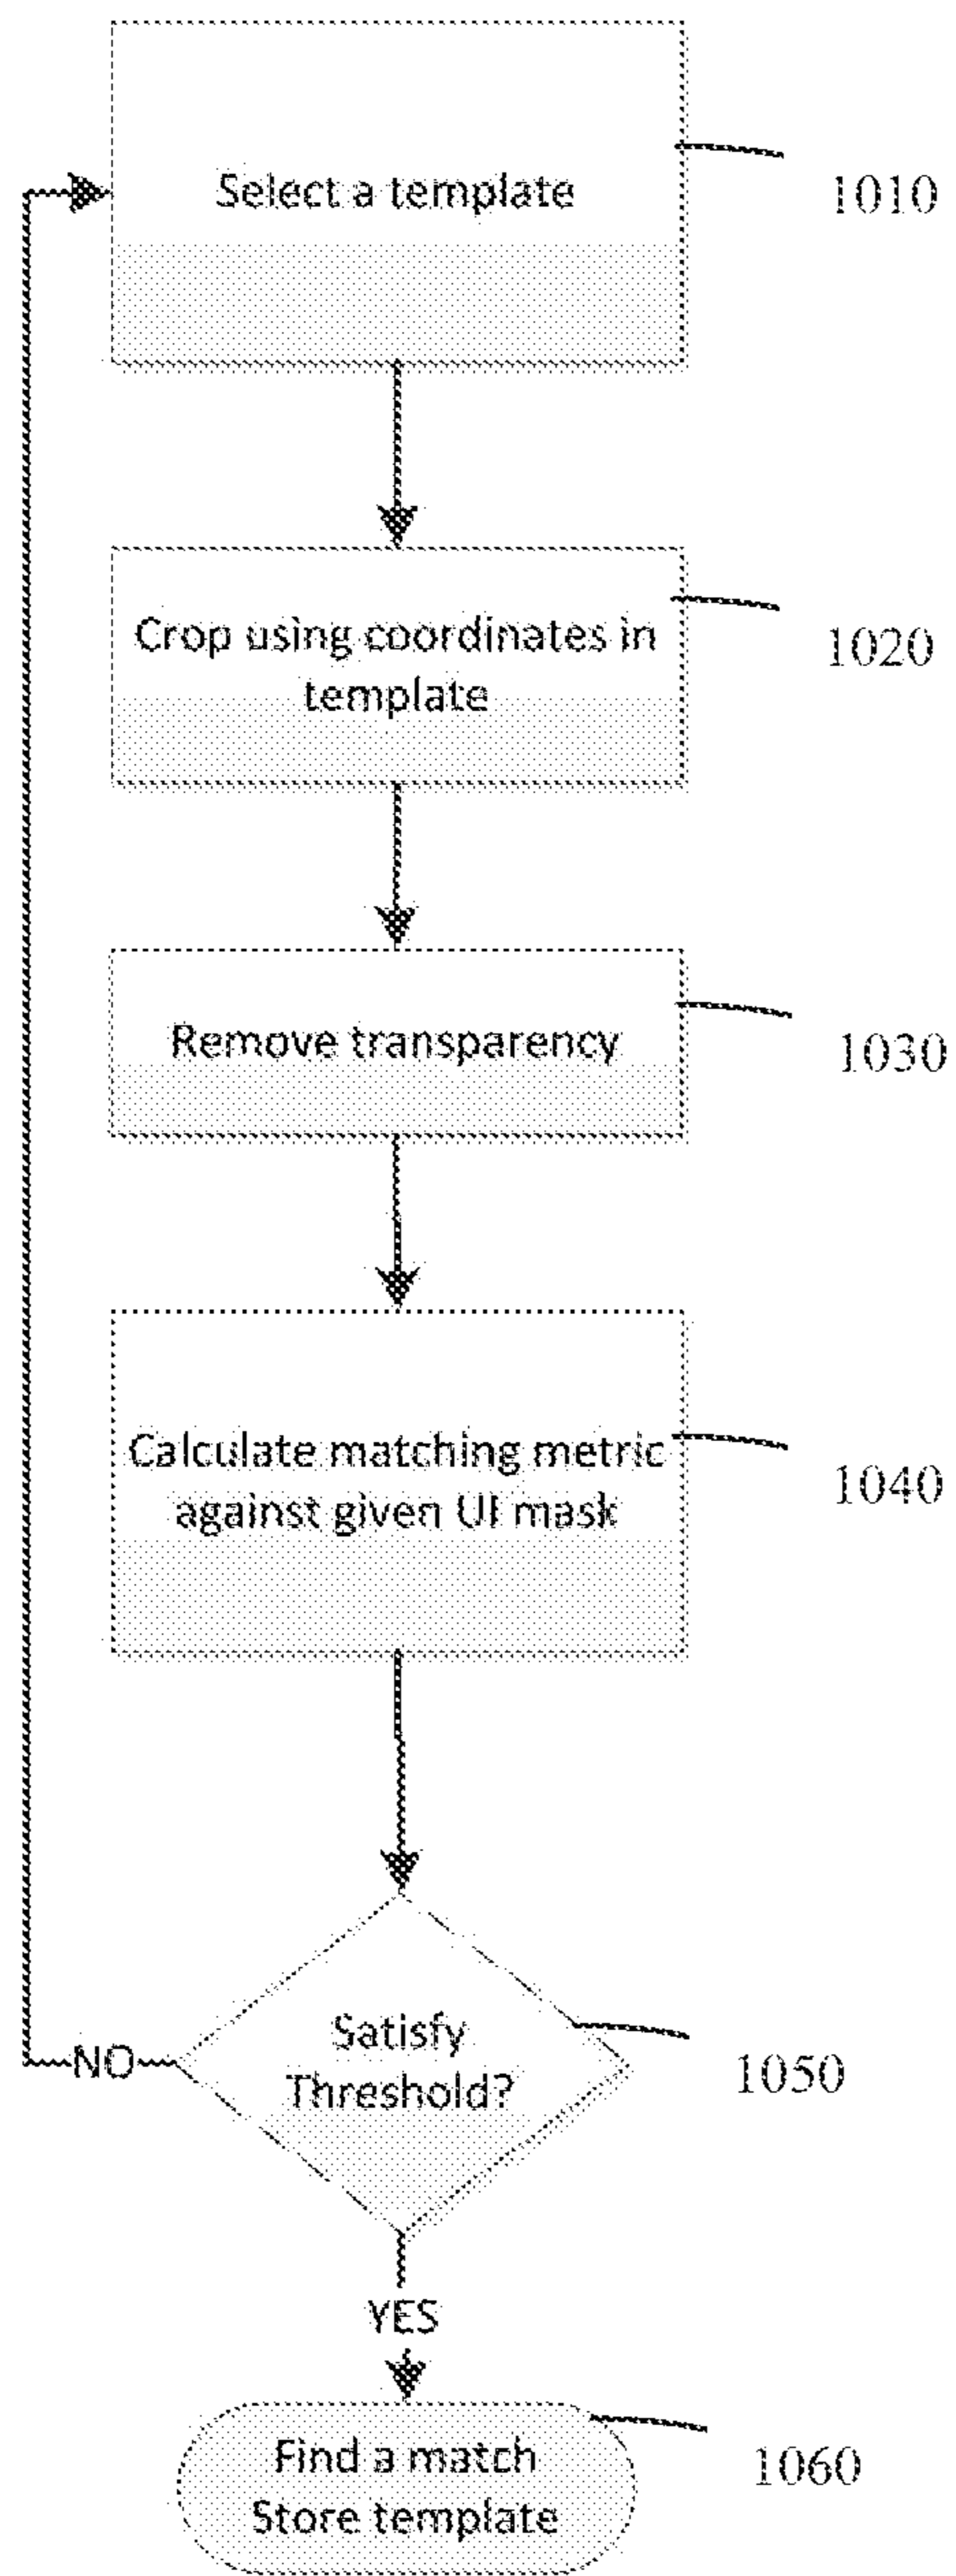 Select a template
1010
Crop using coordinates in
template
1020
Remove transparency
1030
Calculate matching metric
against given UI mask
1040
Satisfy
Threshold?
1050
NO
YES
Find a match
Store template
1060